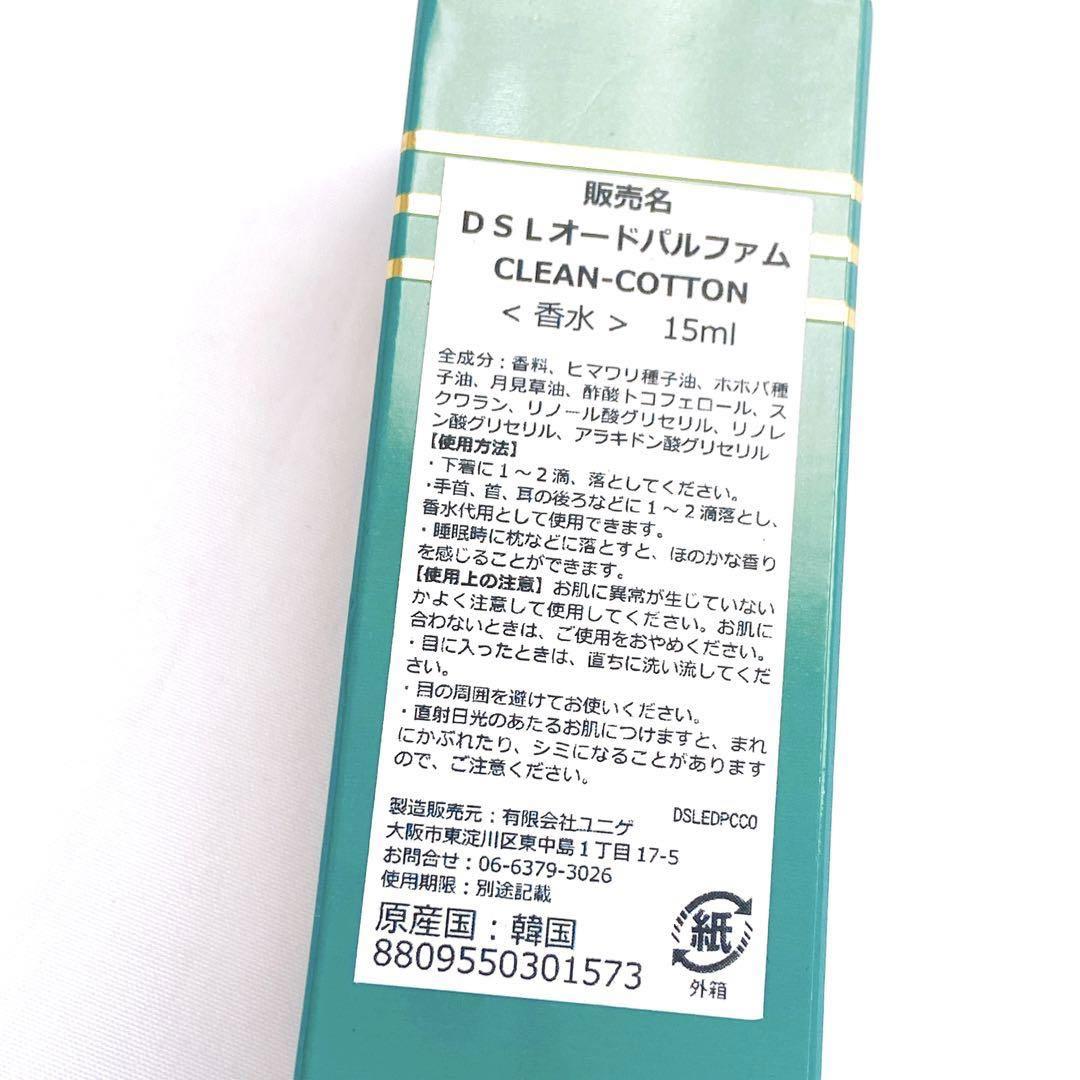 販売名
ＤＳＬオードパルファム
CLEAN-COTTON
＜香水＞　15ml
全成分：香料、ヒマワリ種子油、ホホバ種
子油、月見草油、酢酸トコフェロール、ス
クワラン、リノール酸グリセリル、リノレ
ン酸グリセリル、アラキドン酸グリセリル
【使用方法】
・下着に１～２滴、落としてください。
・手首、首、耳の後ろなどに１～２滴落とし、
香水代用として使用できます。
・睡眠時に枕などに落とすと、ほのかな香り
を感じることができます。
【使用上の注意】お肌に異常が生じていない
かよく注意して使用してください。お肌に
合わないときは、ご使用をおやめください。
・目に入ったときは、直ちに洗い流してくだ
さい。
・目の周囲を避けてお使いください。
・直射日光のあたるお肌につけますと、まれ
にかぶれたり、シミになることがあります
ので、ご注意ください。
製造販売元：有限会社ユニゲ　DSLEDPCCO
大阪市東淀川区東中島１丁目17-5
お問合せ：06-6379-3026
使用期限：別途記載
原産国：韓国
8809550301573
紙
外箱